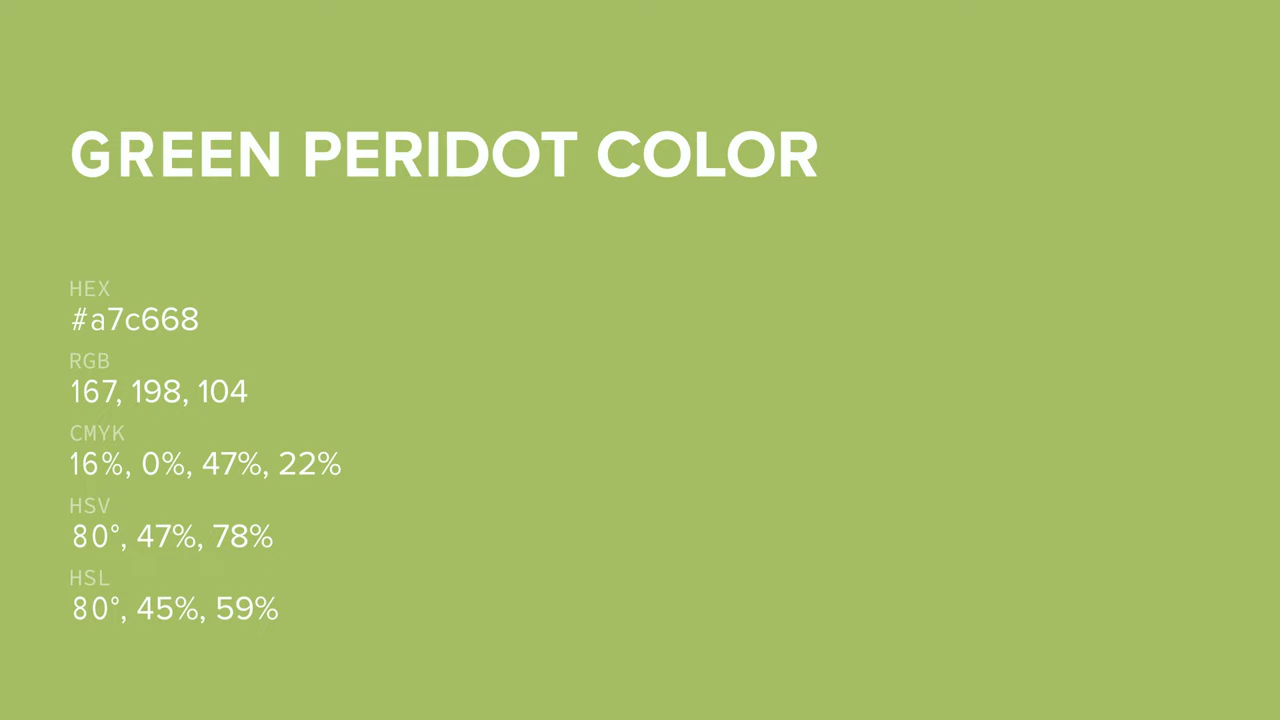 GREEN PERIDOT COLOR
HEX
#a7c668
RGB
167, 198, 104
CMYK
16%, 0%, 47%, 22%
HSV
80°, 47%, 78%
HSL
80°, 45%, 59%